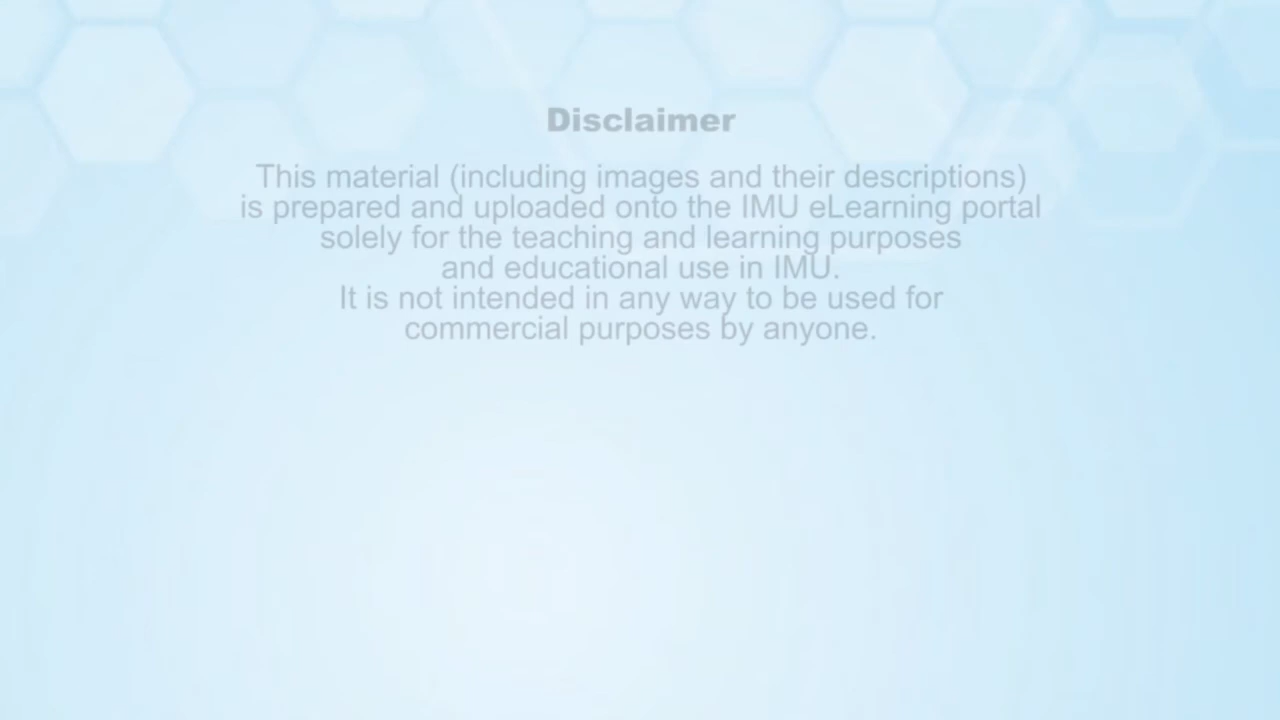 Disclaimer
This material (including images and their descriptions)
is prepared and uploaded onto the IMU eLearning portal
solely for the teaching and learning purposes
and educational use in IMU.
It is not intended in any way to be used for
commercial purposes by anyone.